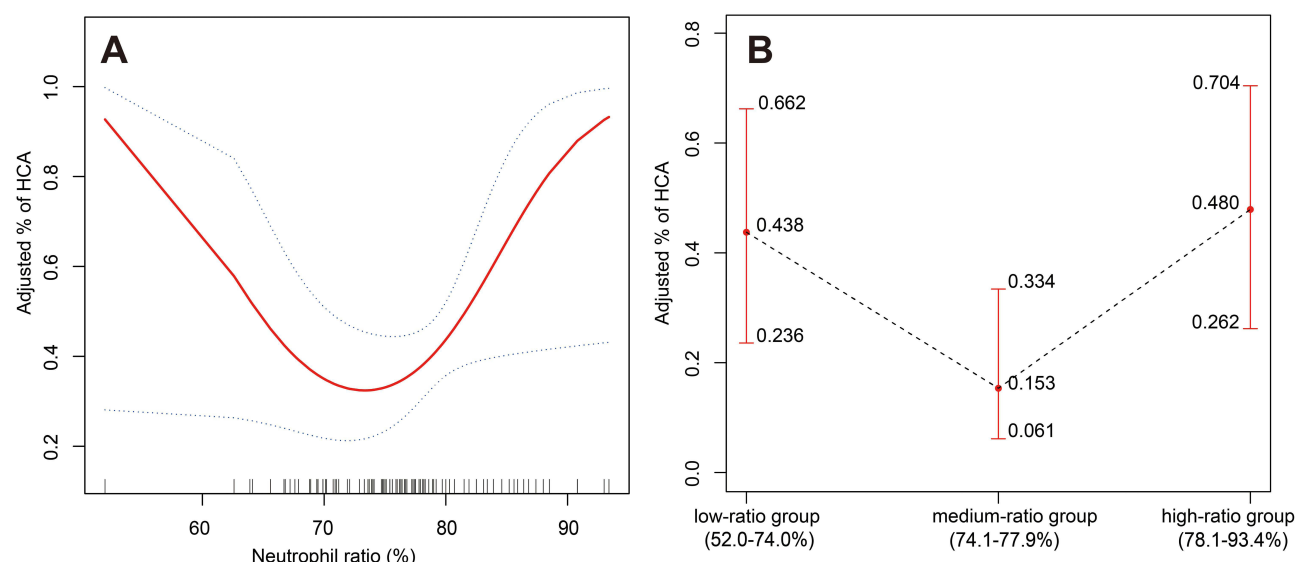 A
Adjusted % of HCA
1.0
0.8
0.6
0.4
0.2
60 70 80 90
Neutrophil ratio (%)
B
Adjusted % of HCA
0.8
0.6
0.4
0.2
0.0
0.662
0.438
0.236
0.334
0.153
0.061
0.704
0.480
0.262
low-ratio group
(52.0-74.0%)
medium-ratio group
(74.1-77.9%)
high-ratio group
(78.1-93.4%)